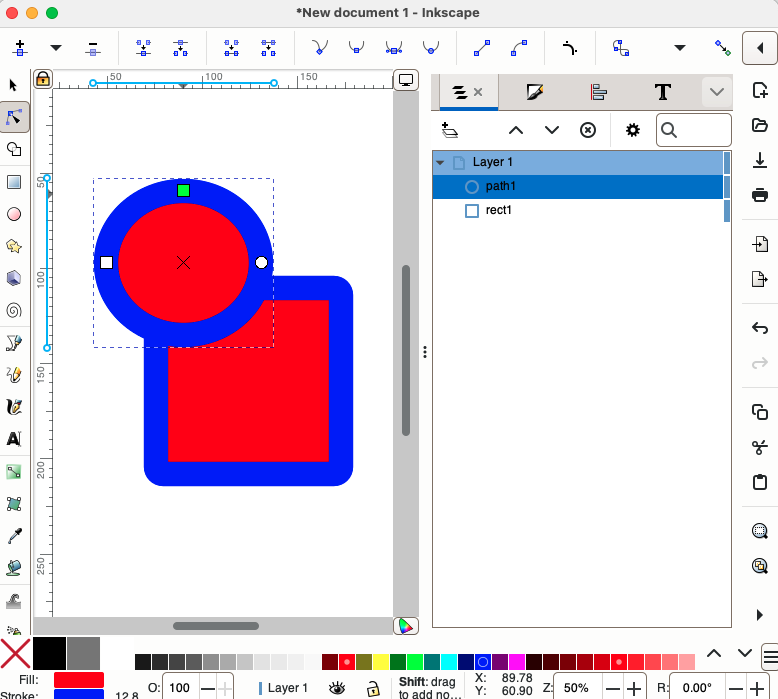 *New document 1 - Inkscape
50
100
150
50
100
150
200
250
Layer 1
path1
rect1
Fill:
Stroke:
12.8
O:
100
Layer 1
Shift: drag
to add no...
X:
89.78
Y:
60.90
Z:
50%
R:
0.00°